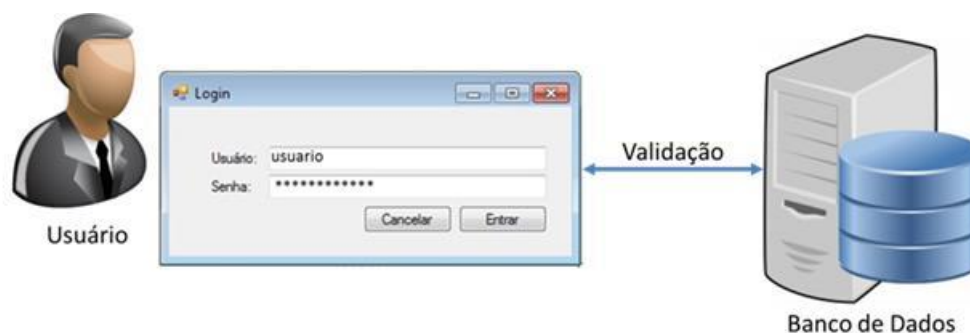 Login
Usuário: usuario
Senha: ************
Cancelar Entrar
Validação
Usuário
Banco de Dados